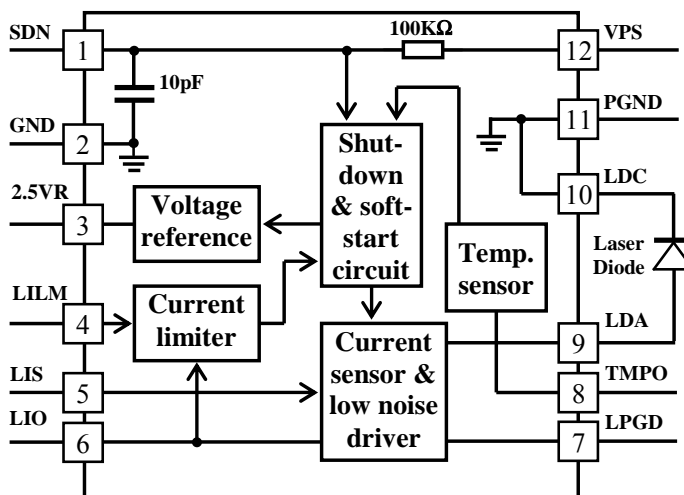 SDN
1
100KΩ
12
VPS
10pF
GND
2
11
PGND
Shut-
down
& soft-
start
circuit
2.5VR
3
Voltage
reference
10
LDC
Temp.
sensor
Laser
Diode
LILM
4
Current
limiter
9
LDA
Current
sensor &
low noise
driver
LIS
5
8
TMPO
LIO
6
7
LPGD